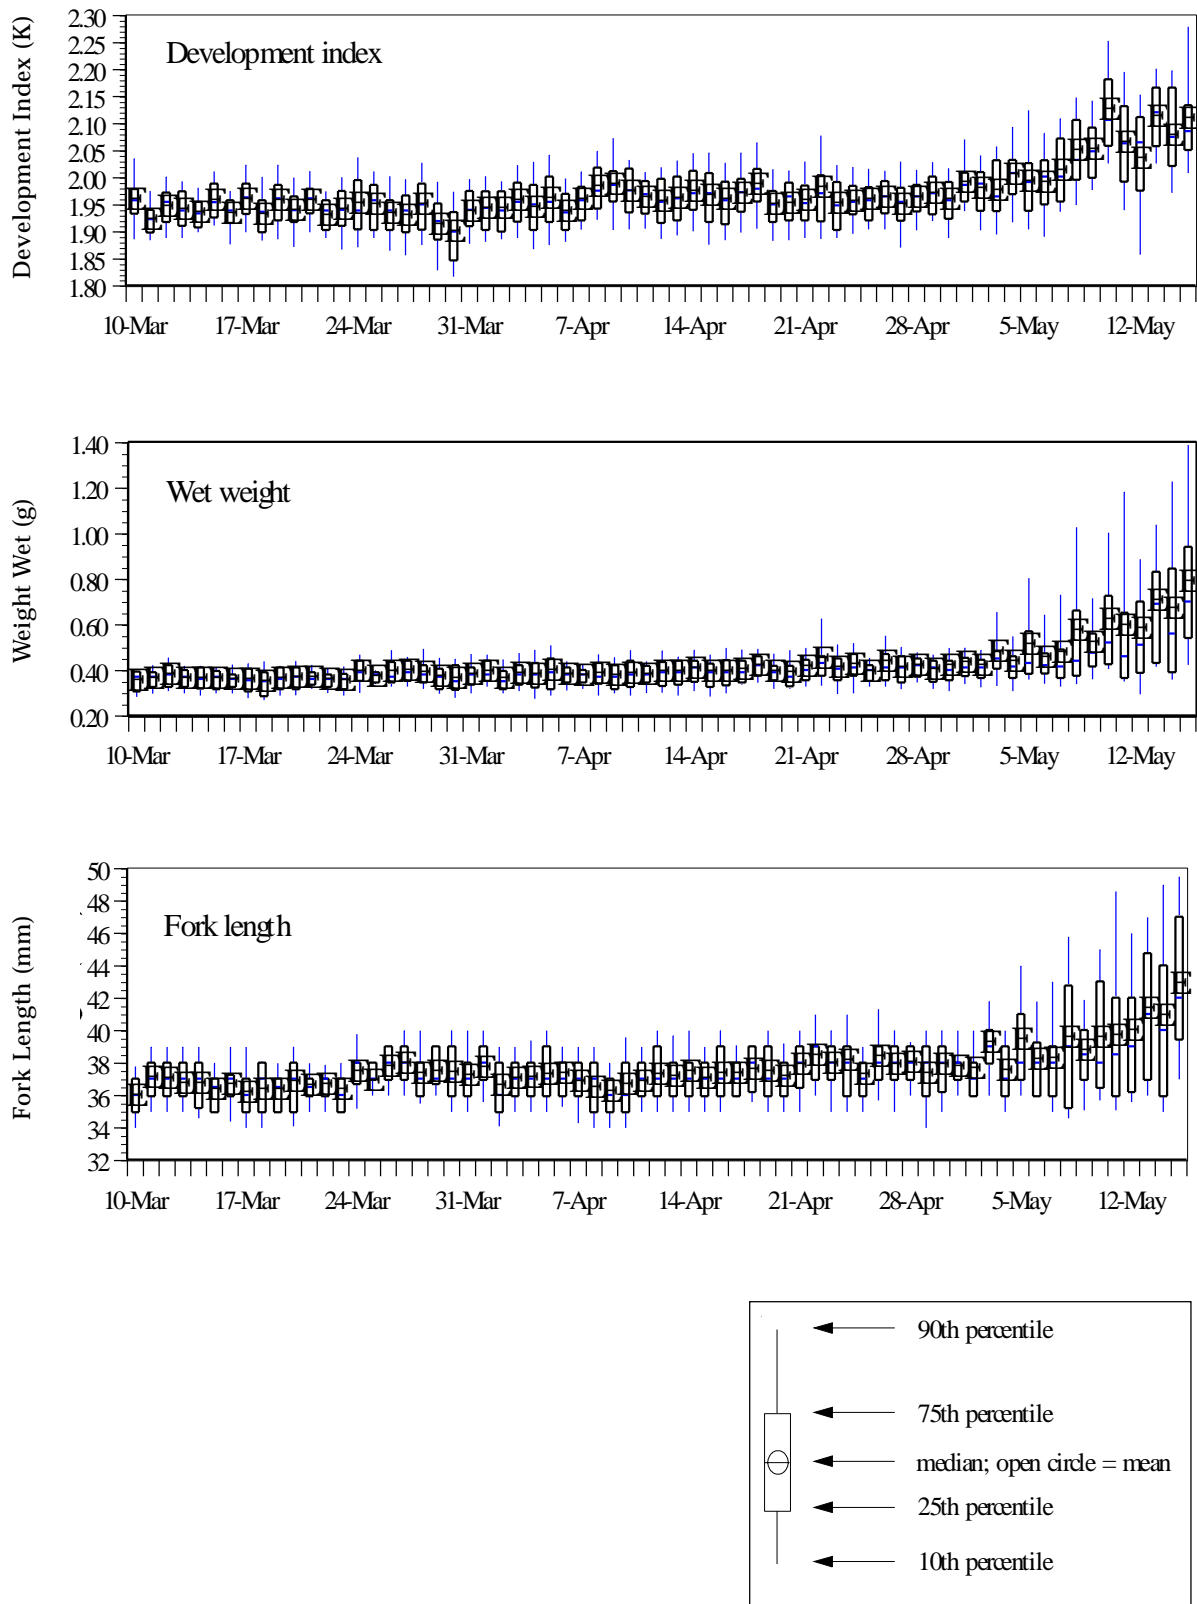 Development Index (K)
2.30
2.25
2.20
2.15
2.10
2.05
2.00
1.95
1.90
1.85
1.80
Development index
10-Mar 17-Mar 24-Mar 31-Mar 7-Apr 14-Apr 21-Apr 28-Apr 5-May 12-May
Weight Wet (g)
1.40
1.20
1.00
0.80
0.60
0.40
0.20
Wet weight
10-Mar 17-Mar 24-Mar 31-Mar 7-Apr 14-Apr 21-Apr 28-Apr 5-May 12-May
Fork Length (mm)
50
48
46
44
42
40
38
36
34
32
Fork length
10-Mar 17-Mar 24-Mar 31-Mar 7-Apr 14-Apr 21-Apr 28-Apr 5-May 12-May
90th percentile
75th percentile
median; open circle = mean
25th percentile
10th percentile